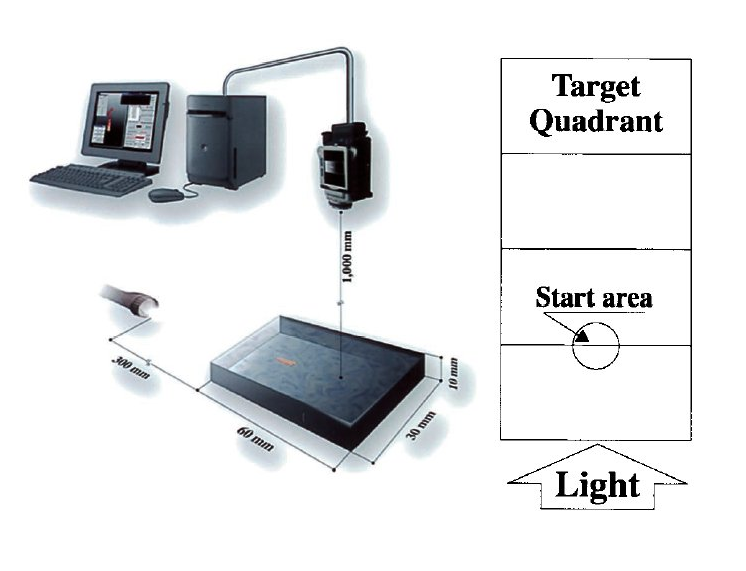 Target
Quadrant
1,000 mm
Start area
300 mm
10 mm
60 mm
30 mm
Light